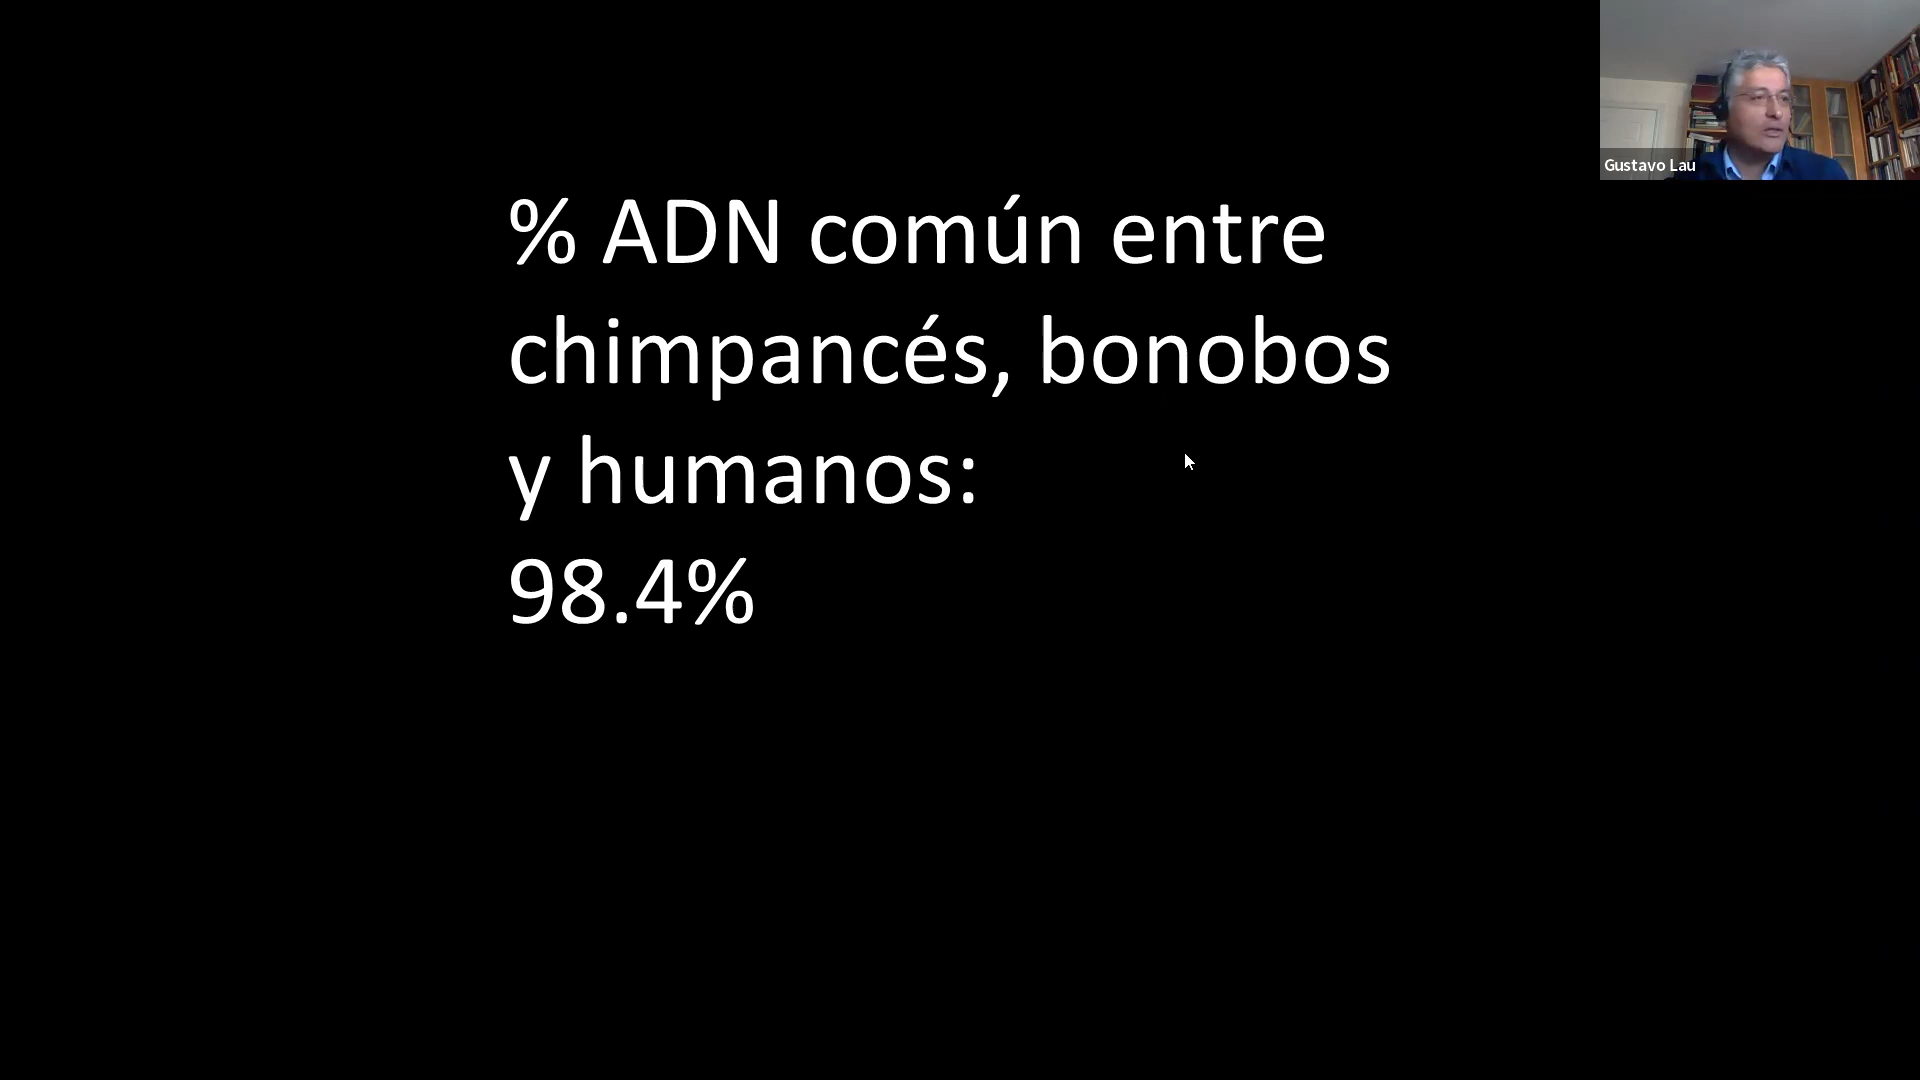 % ADN común entre
chimpancés, bonobos
y humanos:
98.4%
Gustavo Lau